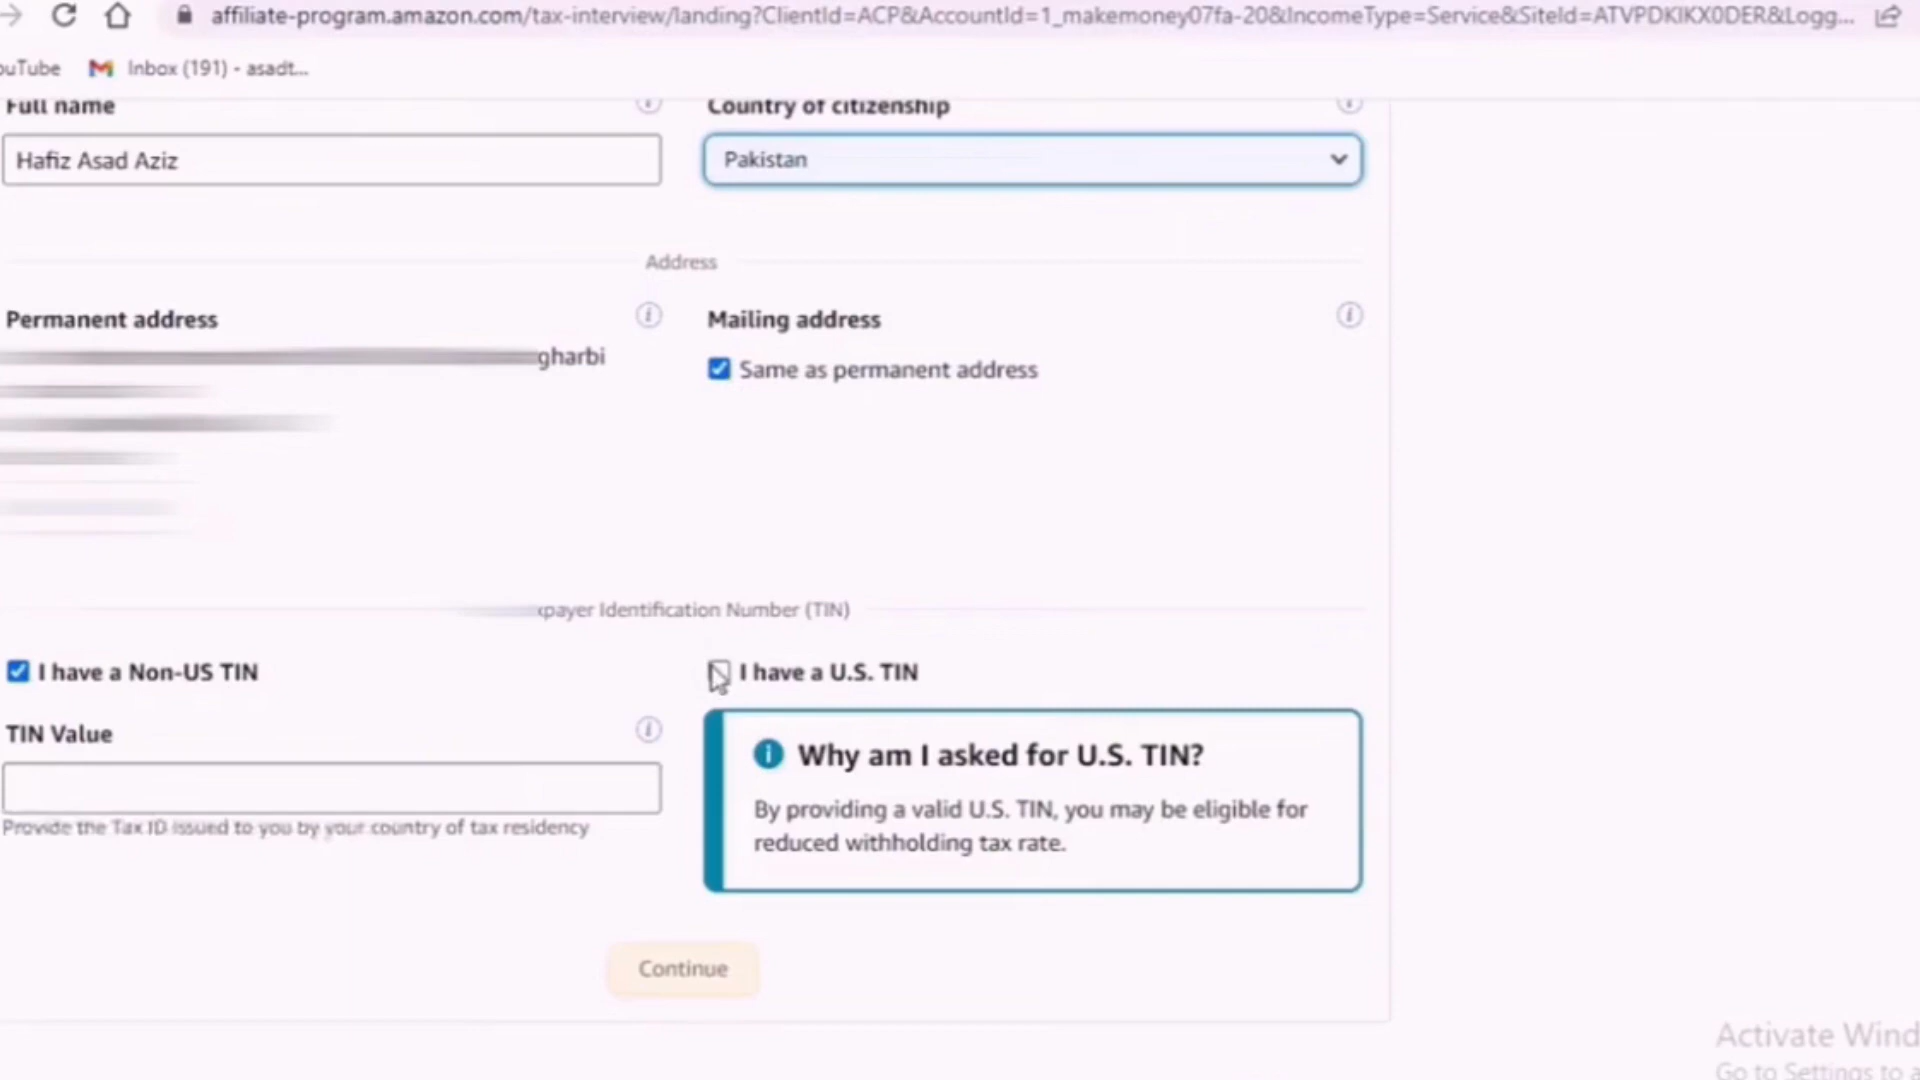 affiliate-program.amazon.com/tax-interview/landing?ClientId=ACP&AccountId=1_makemoney07fa-20&IncomeType=Service&SiteId=ATVPDKIKX0DER&Logg...
ouTube Inbox (191) - asadt...
Full name Country of citizenship
Hafiz Asad Aziz Pakistan
Address
Permanent address Mailing address
gharbi Same as permanent address
payer Identification Number (TIN)
I have a Non-US TIN I have a U.S. TIN
TIN Value Why am I asked for U.S. TIN?
By providing a valid U.S. TIN, you may be eligible for
Provide the Tax ID issued to you by your country of tax residency
reduced withholding tax rate.
Continue
Activate Wind
Go to Settings to a